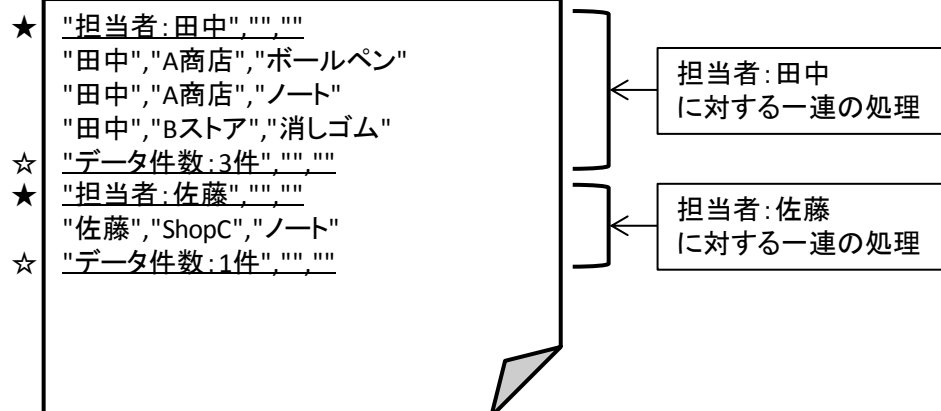 ★ "担当者:田中","",""
"田中","A商店","ボールペン"
"田中","A商店","ノート"
"田中","Bストア","消しゴム"
☆ "データ件数:3件","",""
★ "担当者:佐藤","",""
"佐藤","ShopC","ノート"
☆ "データ件数:1件","",""
担当者:田中
に対する一連の処理
担当者:佐藤
に対する一連の処理